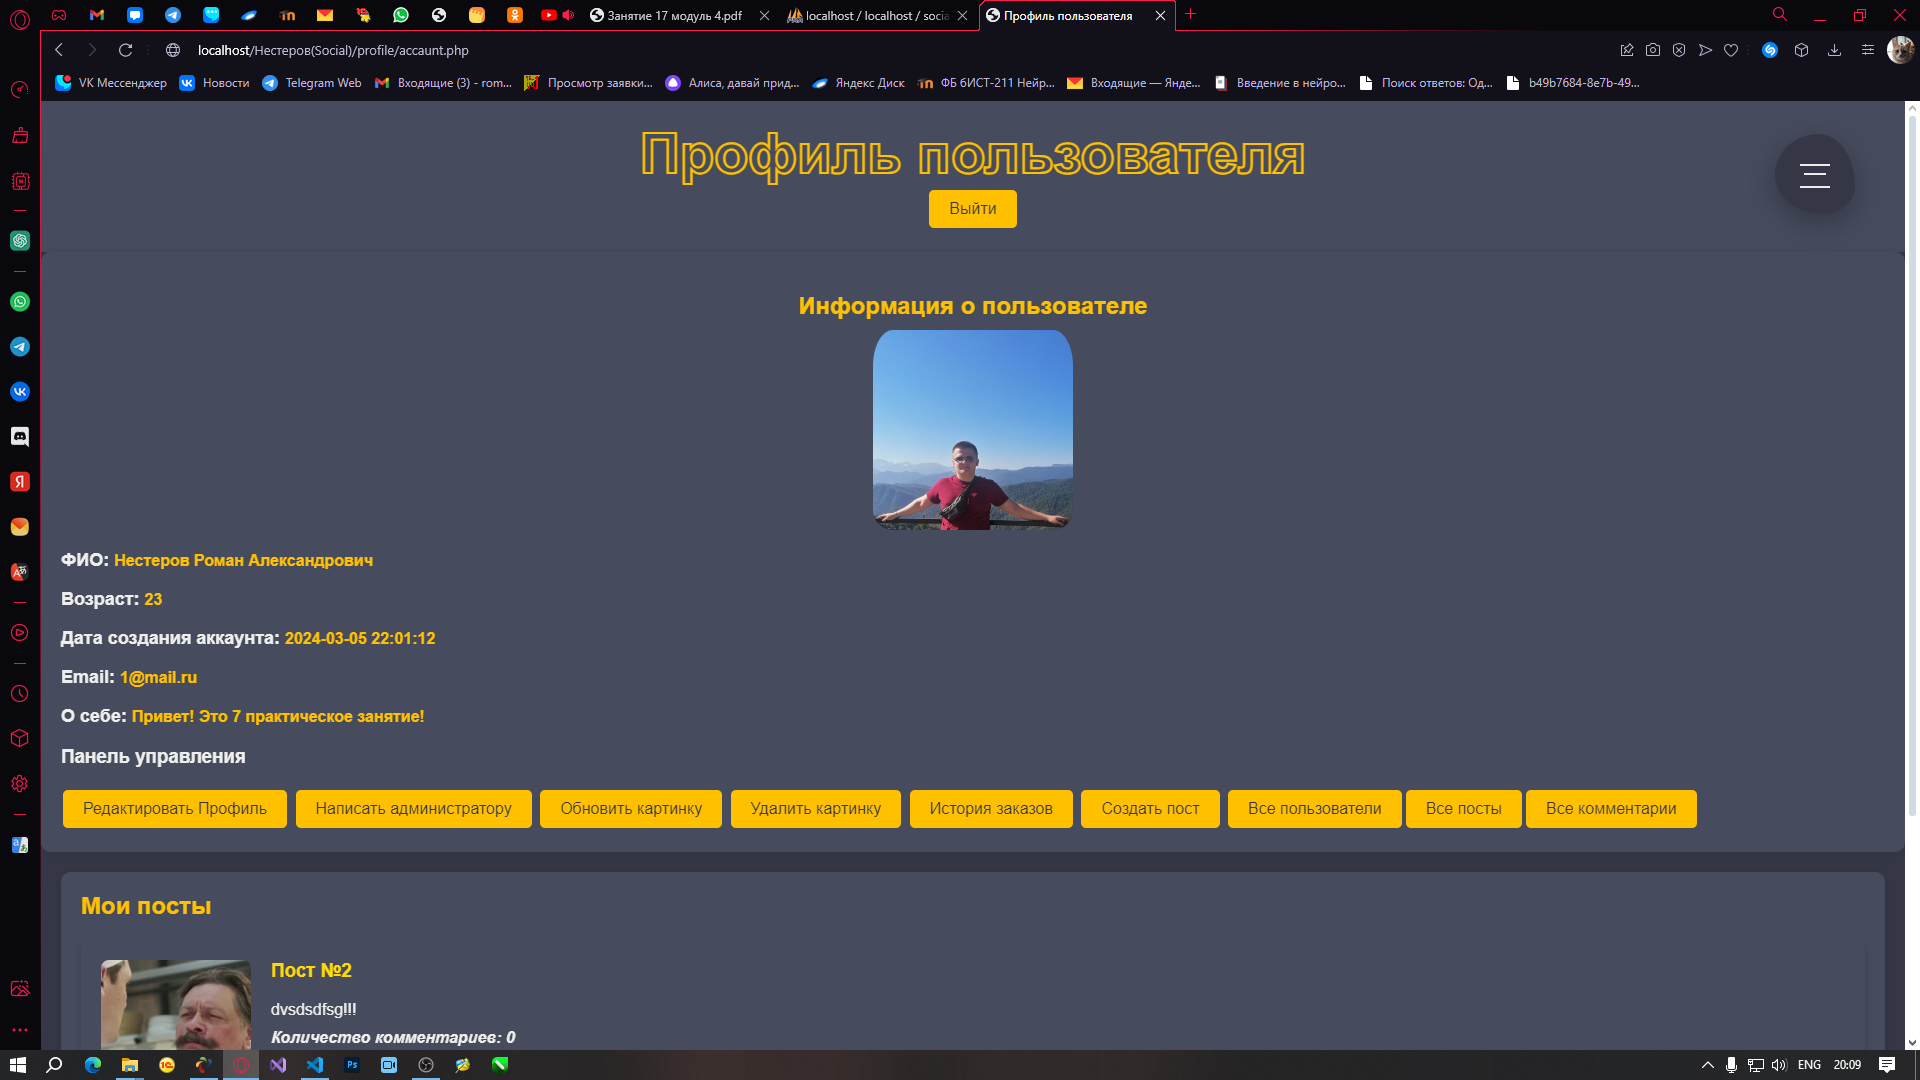 Занятие 17 модуль 4.pdf
localhost / localhost / socia
Профиль пользователя
localhost/Нестеров(Social)/profile/accaunt.php
VK Мессенджер
Новости
Telegram Web
Входящие (3) - rom...
Просмотр заявки...
Алиса, давай прид...
Яндекс Диск
ФБ бИСТ-211 Нейр...
Входящие — Янде...
Введение в нейро...
Поиск ответов: Од...
b49b7684-8e7b-49...
Профиль пользователя
Выйти
Информация о пользователе
ФИО: Нестеров Роман Александрович
Возраст: 23
Дата создания аккаунта: 2024-03-05 22:01:12
Email: 1@mail.ru
О себе: Привет! Это 7 практическое занятие!
Панель управления
Редактировать Профиль
Написать администратору
Обновить картинку
Удалить картинку
История заказов
Создать пост
Все пользователи
Все посты
Все комментарии
Мои посты
Пост №2
dvsdsdfsg!!!
Количество комментариев: 0
ENG
20:09